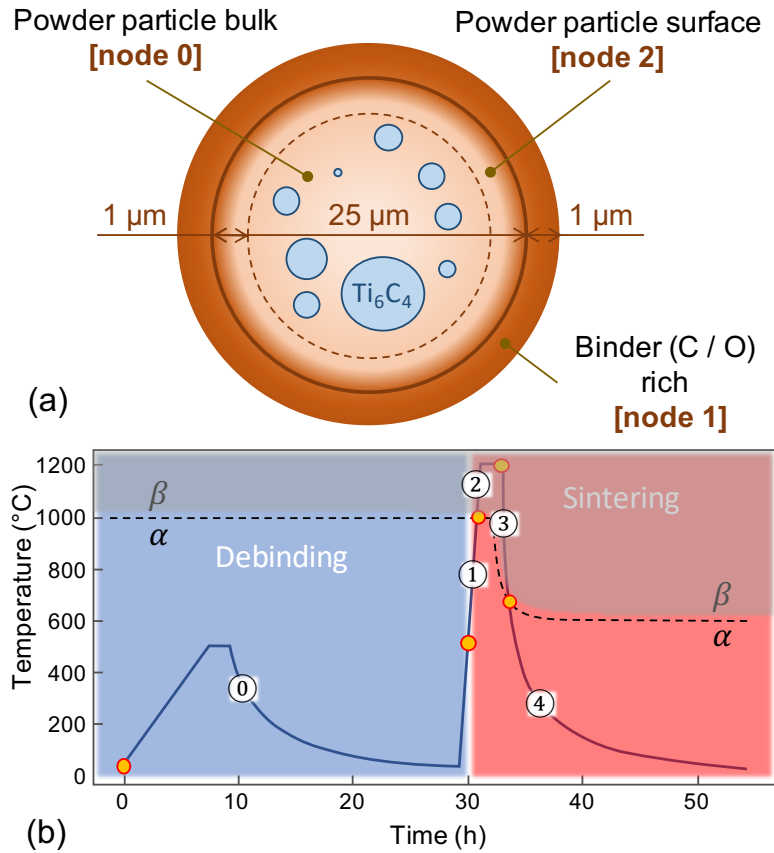 Powder particle bulk
[node 0]
Powder particle surface
[node 2]
1 µm
25 µm
1 µm
Ti₆C₄
Binder (C / O)
rich
[node 1]
(a)
Temperature (°C)
1200
1000
800
600
400
200
0
β
α
Debinding
Sintering
β
α
0
1
2
3
4
0
10
20
30
40
50
Time (h)
(b)